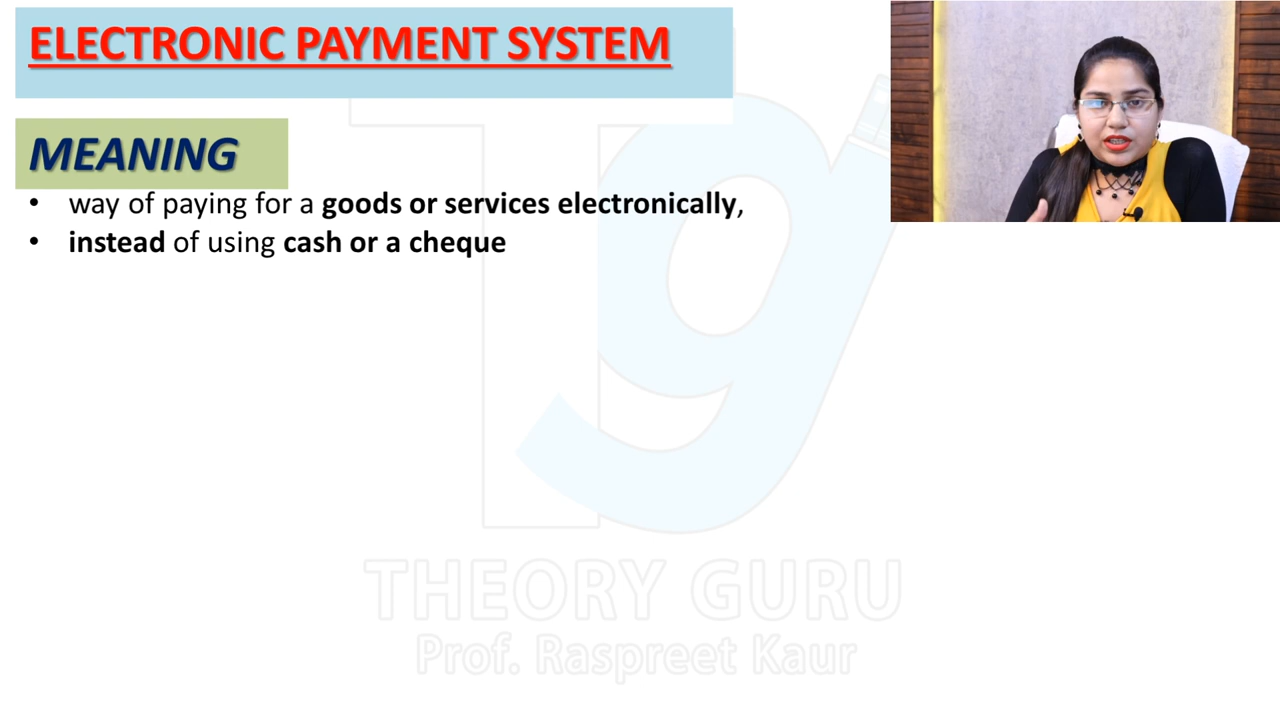 ELECTRONIC PAYMENT SYSTEM
MEANING
• way of paying for a goods or services electronically,
• instead of using cash or a cheque
Tg
THEORY GURU
Prof. Raspreet Kaur